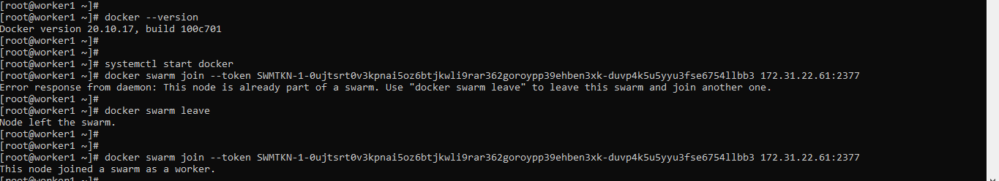 [root@worker1 ~]#
[root@worker1 ~]# docker --version
Docker version 20.10.17, build 100c701
[root@worker1 ~]#
[root@worker1 ~]#
[root@worker1 ~]# systemctl start docker
[root@worker1 ~]# docker swarm join --token SWMTKN-1-0ujtsrt0v3kpnai5oz6btjkwli9rar362goroypp39ehben3xk-duvp4k5u5yyu3fse6754llbb3 172.31.22.61:2377
Error response from daemon: This node is already part of a swarm. Use "docker swarm leave" to leave this swarm and join another one.
[root@worker1 ~]#
[root@worker1 ~]# docker swarm leave
Node left the swarm.
[root@worker1 ~]#
[root@worker1 ~]#
[root@worker1 ~]# docker swarm join --token SWMTKN-1-0ujtsrt0v3kpnai5oz6btjkwli9rar362goroypp39ehben3xk-duvp4k5u5yyu3fse6754llbb3 172.31.22.61:2377
This node joined a swarm as a worker.
[root@worker1 ~]#